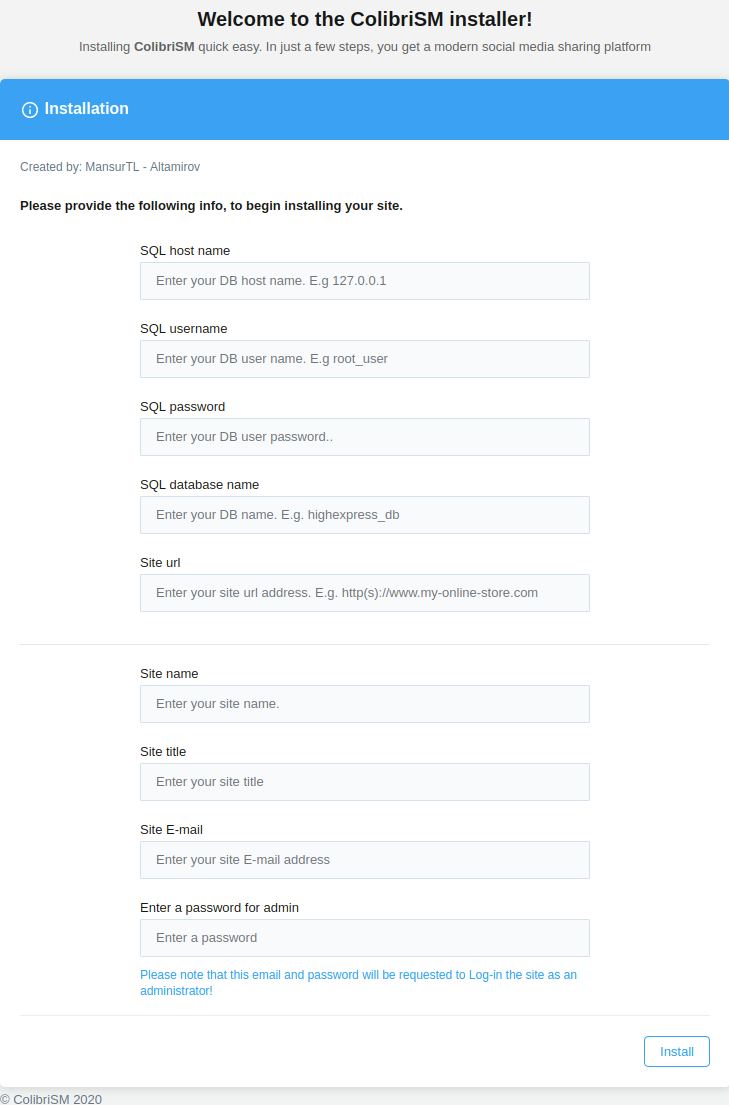 Welcome to the ColibriSM installer!
Installing ColibriSM quick easy. In just a few steps, you get a modern social media sharing platform
Installation
Created by: MansurTL - Altamirov
Please provide the following info, to begin installing your site.
SQL host name
Enter your DB host name. E.g 127.0.0.1
SQL username
Enter your DB user name. E.g root_user
SQL password
Enter your DB user password..
SQL database name
Enter your DB name. E.g. highexpress_db
Site url
Enter your site url address. E.g. http(s)://www.my-online-store.com
Site name
Enter your site name.
Site title
Enter your site title
Site E-mail
Enter your site E-mail address
Enter a password for admin
Enter a password
Please note that this email and password will be requested to Log-in the site as an
administrator!
Install
© ColibriSM 2020